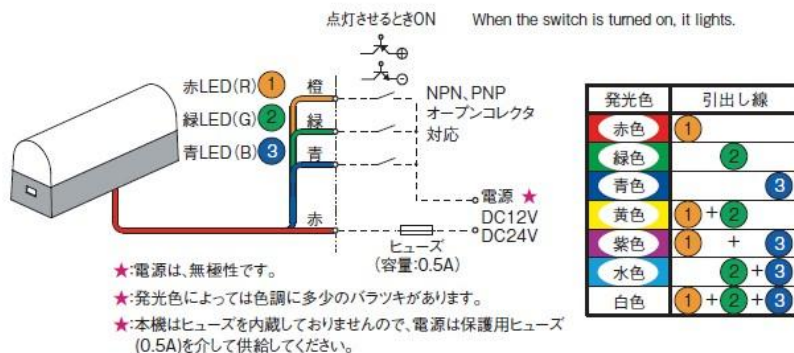 点灯させるときON
When the switch is turned on, it lights.
赤LED(R) 1
緑LED(G) 2
青LED(B) 3
橙
緑
青
赤
NPN、PNP
オープンコレクタ
対応
電源 ★
DC12V
DC24V
ヒューズ
(容量:0.5A)
★:電源は、無極性です。
★:発光色によっては色調に多少のバラツキがあります。
★:本機はヒューズを内蔵しておりませんので、電源は保護用ヒューズ
(0.5A)を介して供給してください。
発光色 引出し線
赤色 1
緑色 2
青色 3
黄色 1+2
紫色 1 + 3
水色 2+3
白色 1+2+3